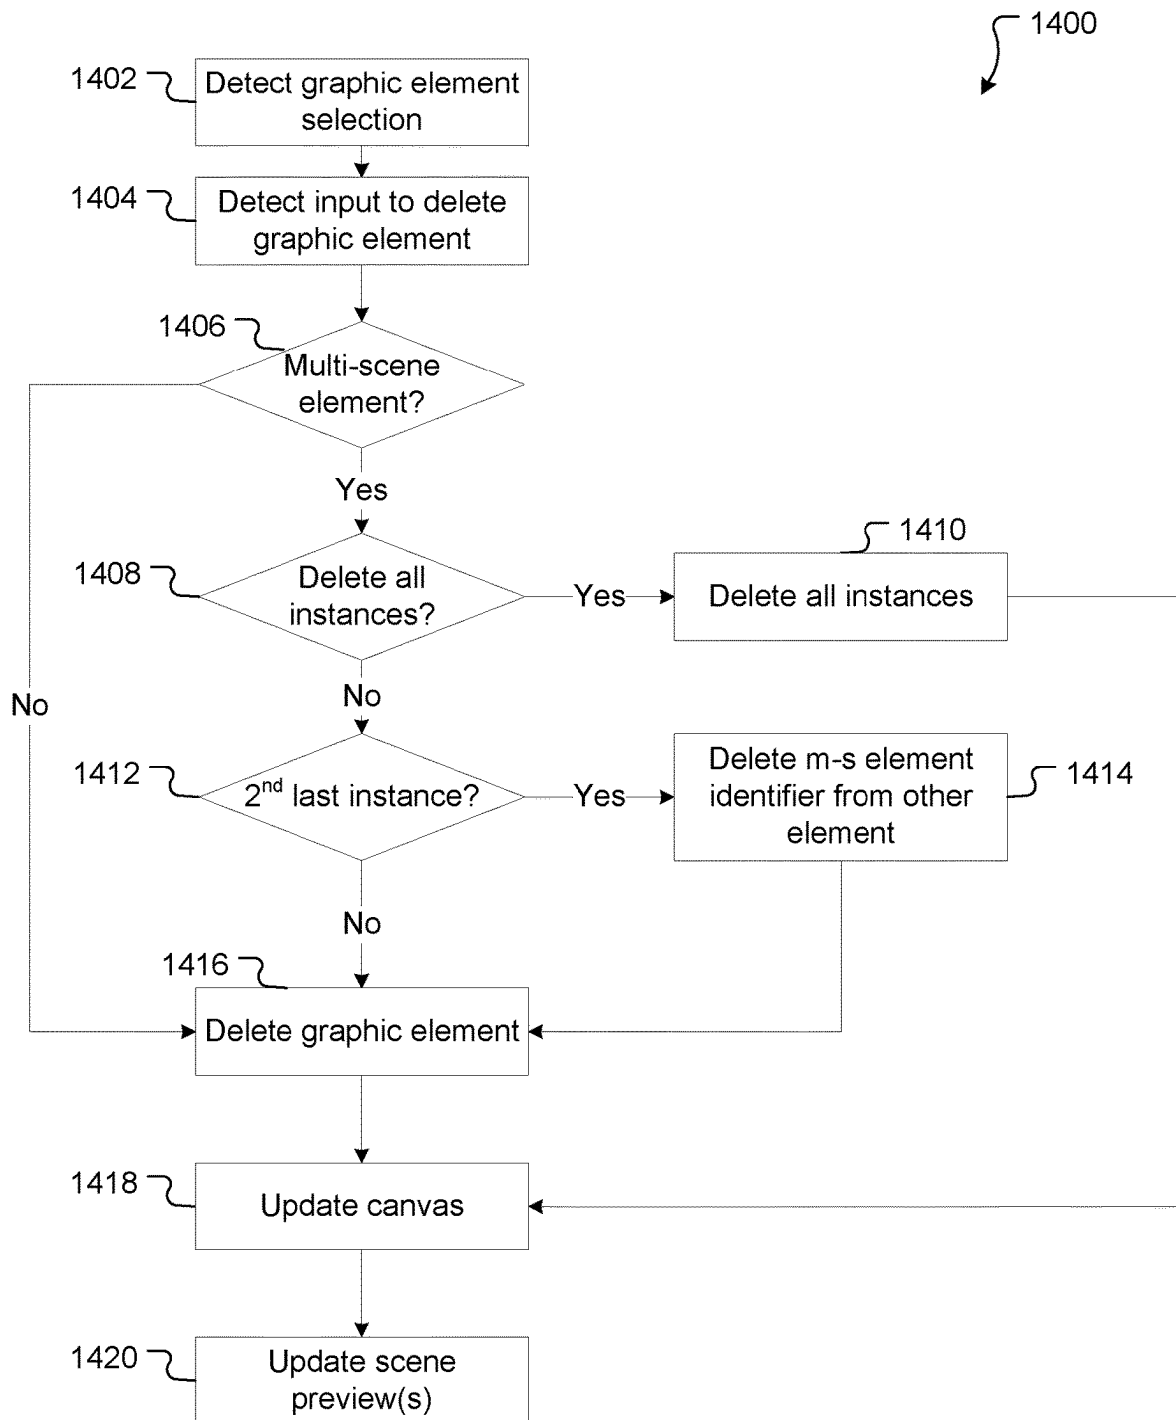 1400
1402
Detect graphic element
selection
1404
Detect input to delete
graphic element
1406
Multi-scene
element?
Yes
1408
Delete all
instances?
Yes
1410
Delete all instances
No
No
1412
2nd last instance?
Yes
Delete m-s element
identifier from other
element
1414
No
1416
Delete graphic element
1418
Update canvas
1420
Update scene
preview(s)